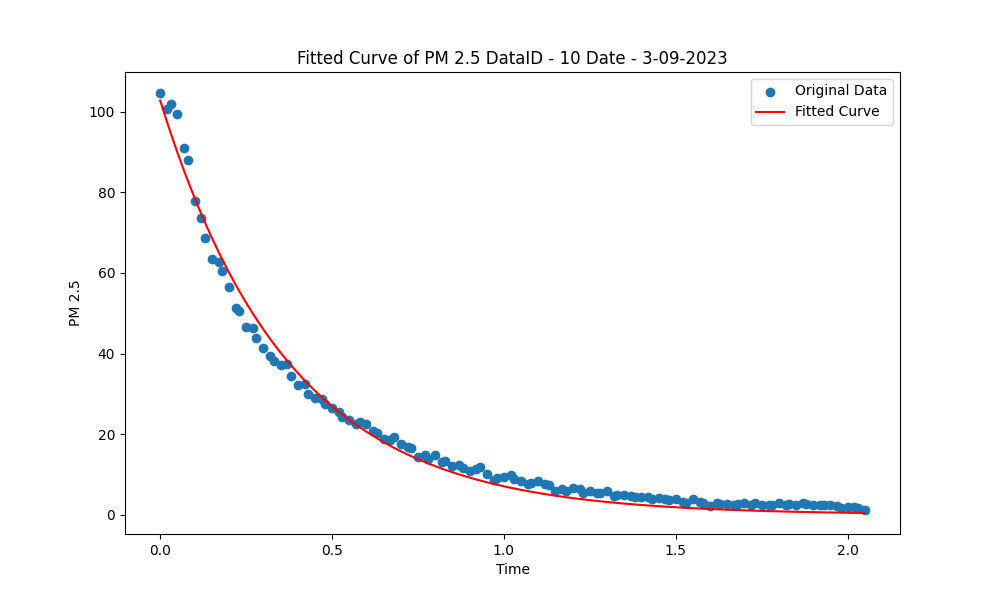 Fitted Curve of PM 2.5 DataID - 10 Date - 3-09-2023
Original Data
Fitted Curve
PM 2.5
100
80
60
40
20
0
0.0 0.5 1.0 1.5 2.0
Time